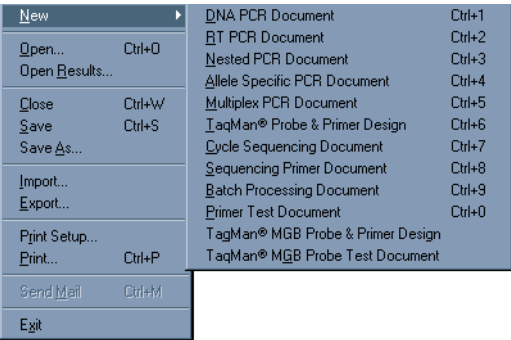 New
Open... Ctrl+O
Open Results...
Close Ctrl+W
Save Ctrl+S
Save As...
Import...
Export...
Print Setup...
Print... Ctrl+P
Send Mail Ctrl+M
Exit
DNA PCR Document Ctrl+1
RT PCR Document Ctrl+2
Nested PCR Document Ctrl+3
Allele Specific PCR Document Ctrl+4
Multiplex PCR Document Ctrl+5
TaqMan® Probe & Primer Design Ctrl+6
Cycle Sequencing Document Ctrl+7
Sequencing Primer Document Ctrl+8
Batch Processing Document Ctrl+9
Primer Test Document Ctrl+0
TaqMan® MGB Probe & Primer Design
TaqMan® MGB Probe Test Document